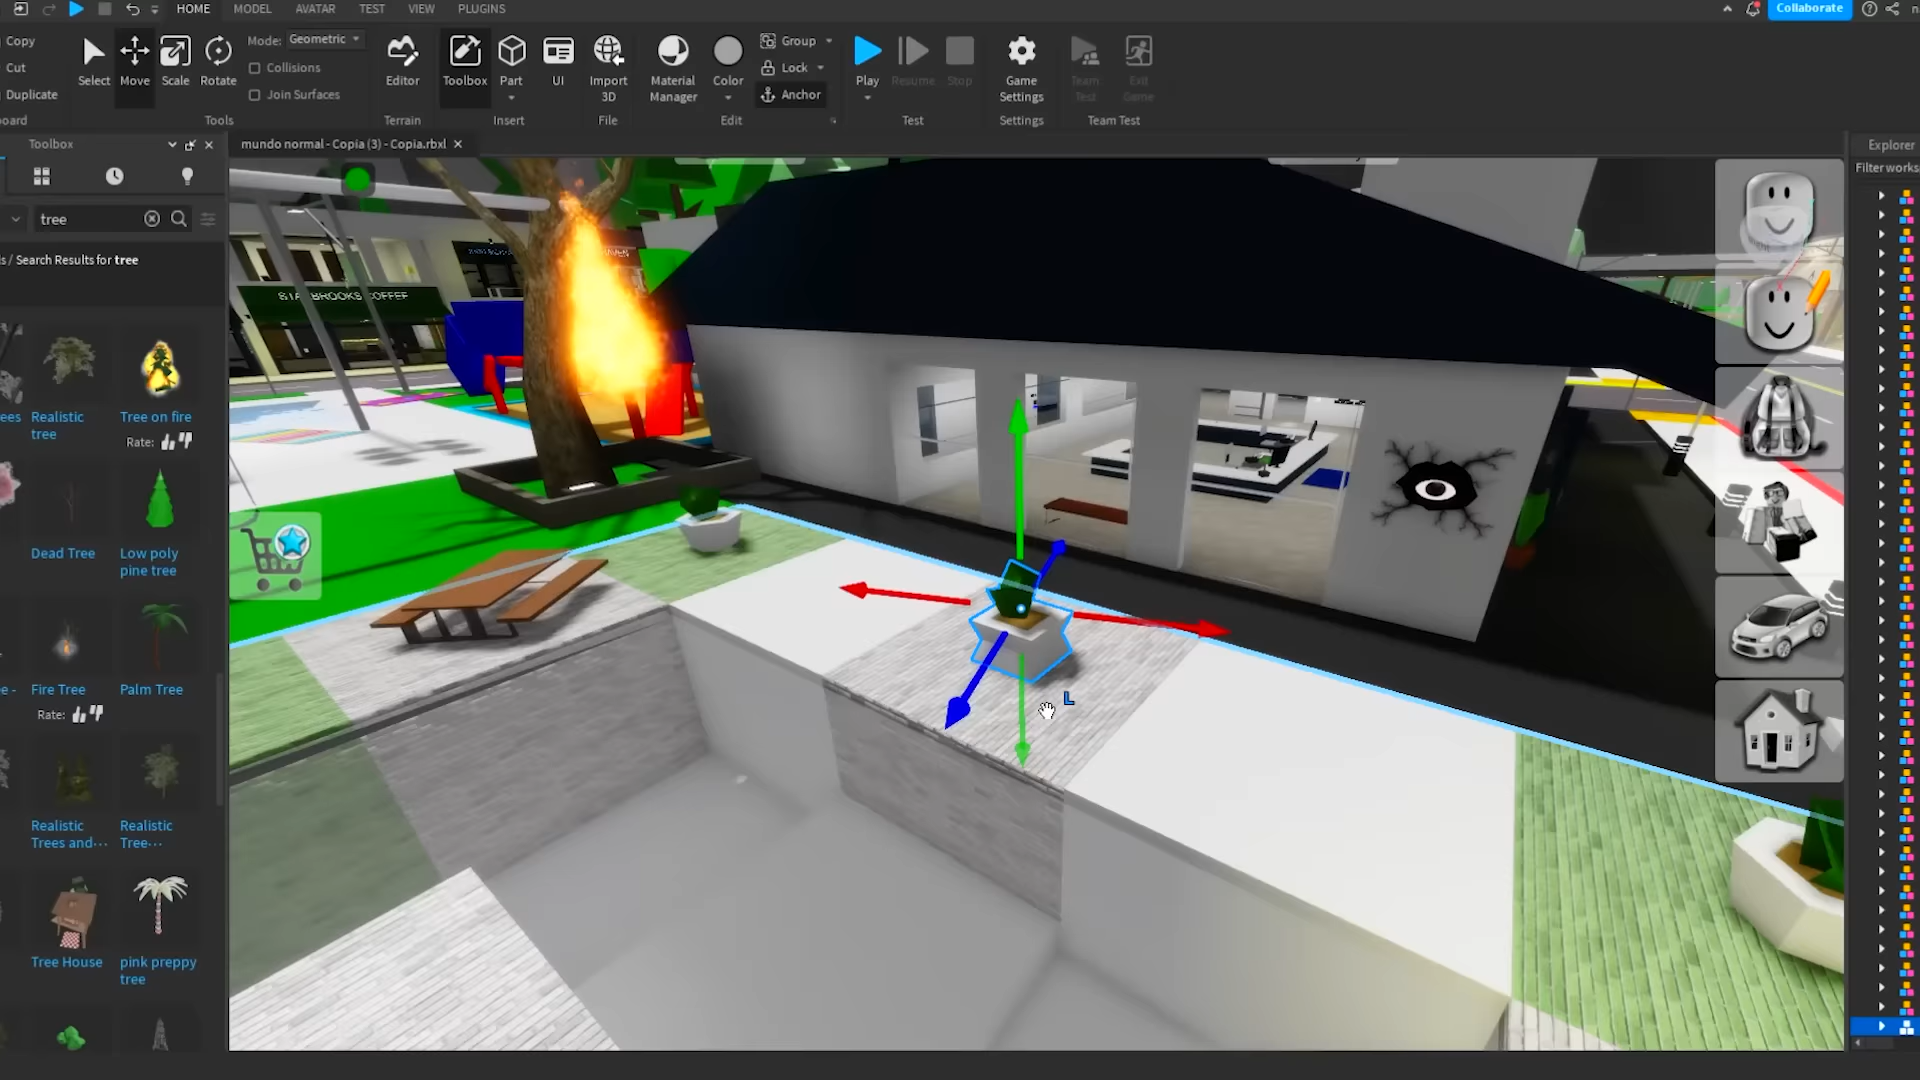 HOME
MODEL
AVATAR
TEST
VIEW
PLUGINS
Collaborate
Copy
Cut
Duplicate
Select
Move
Scale
Rotate
Mode:
Geometric
Collisions
Join Surfaces
Tools
Editor
Terrain
Toolbox
Part
UI
Insert
Import
3D
File
Material
Manager
Color
Group
Lock
Anchor
Edit
Play
Resume
Stop
Test
Game
Settings
Settings
Team
Test
Exit
Game
Team Test
Toolbox
mundo normal - Copia (3) - Copia.rbxl
Explorer
Filter works
tree
/ Search Results for tree
Realistic
tree
Tree on fire
Rate:
Dead Tree
Low poly
pine tree
Fire Tree
Rate:
Palm Tree
Realistic
Trees and...
Realistic
Tree...
Tree House
pink preppy
tree
COFFEE
L